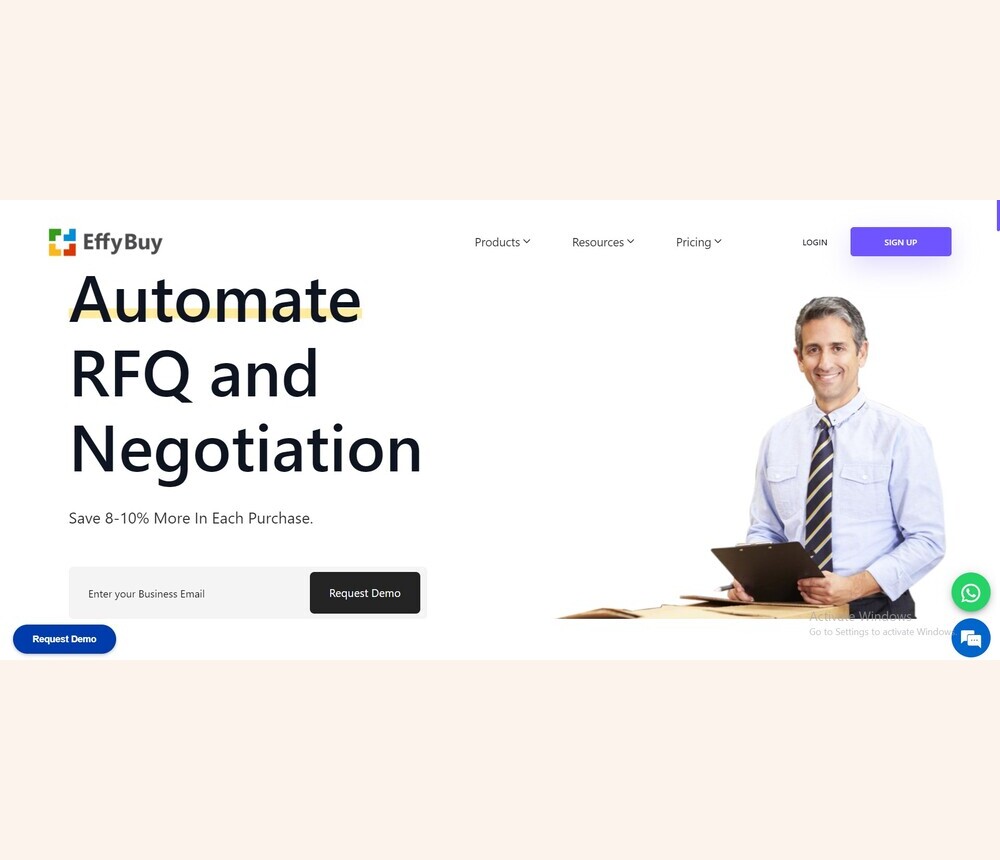 EffyBuy
Products
Resources
Pricing
LOGIN
SIGN UP
Automate
RFQ and
Negotiation
Save 8-10% More In Each Purchase.
Enter your Business Email
Request Demo
Request Demo
Activate Windows
Go to Settings to activate Windows